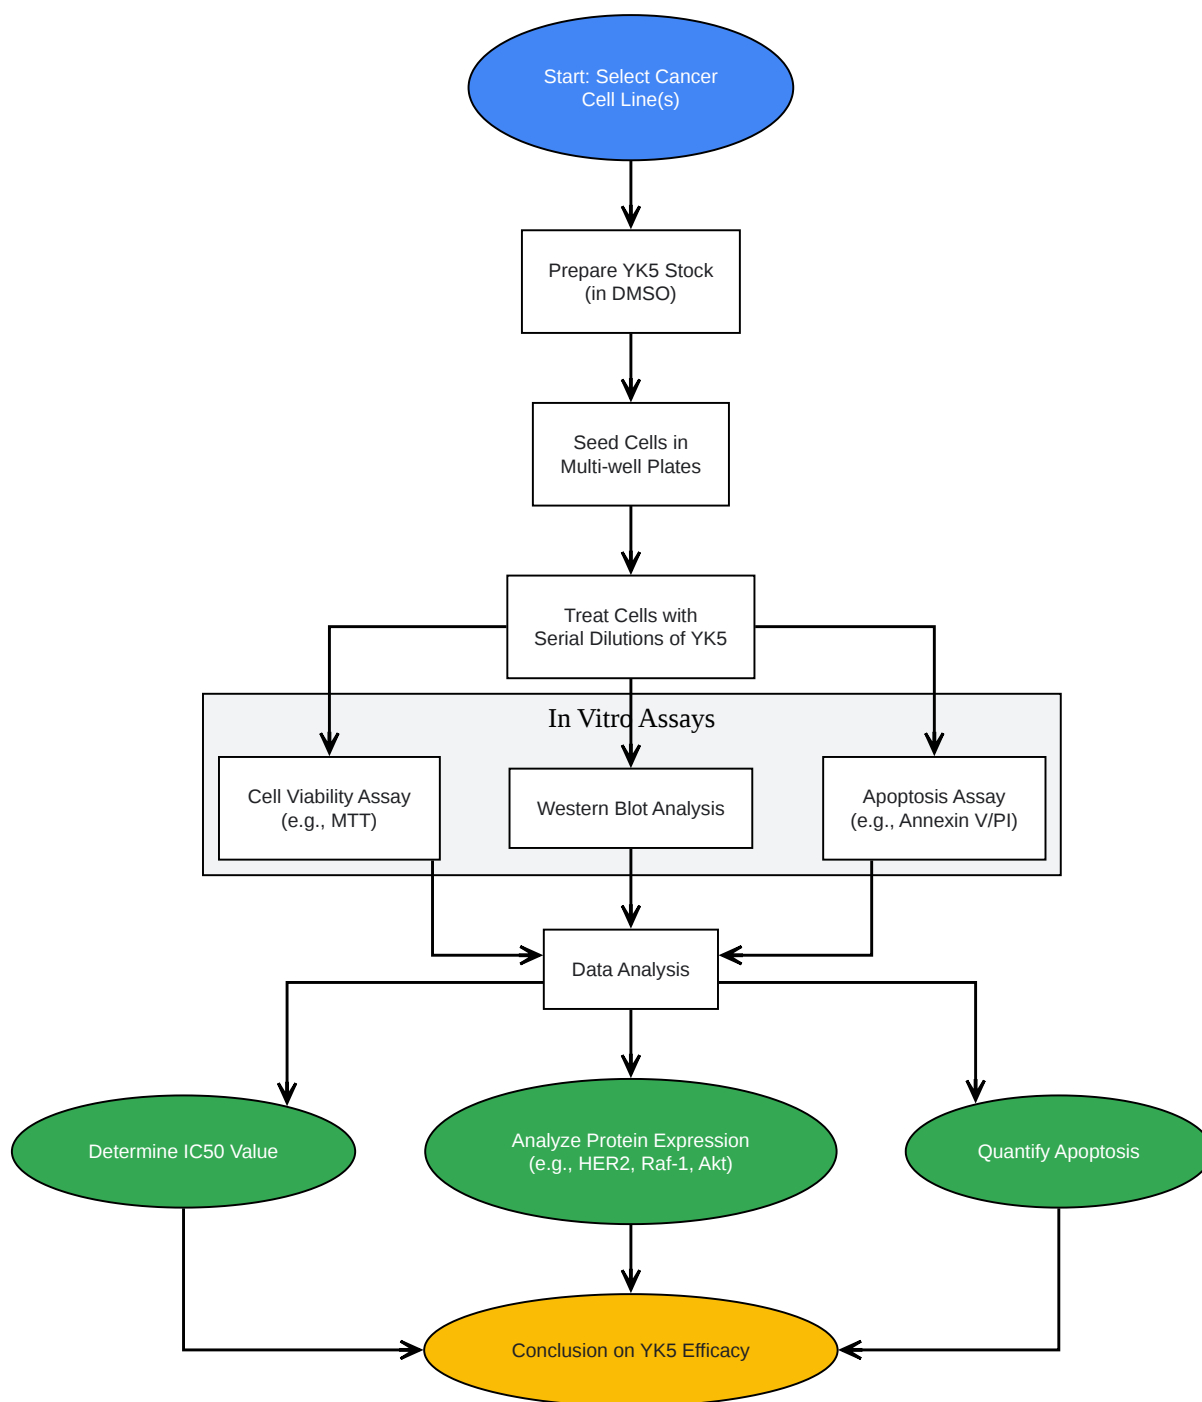 Start: Select Cancer
Cell Line(s)
Prepare YK5 Stock
(in DMSO)
Seed Cells in
Multi-well Plates
Treat Cells with
Serial Dilutions of YK5
In Vitro Assays
Cell Viability Assay
(e.g., MTT)
Western Blot Analysis
Apoptosis Assay
(e.g., Annexin V/PI)
Data Analysis
Determine IC50 Value
Analyze Protein Expression
(e.g., HER2, Raf-1, Akt)
Quantify Apoptosis
Conclusion on YK5 Efficacy